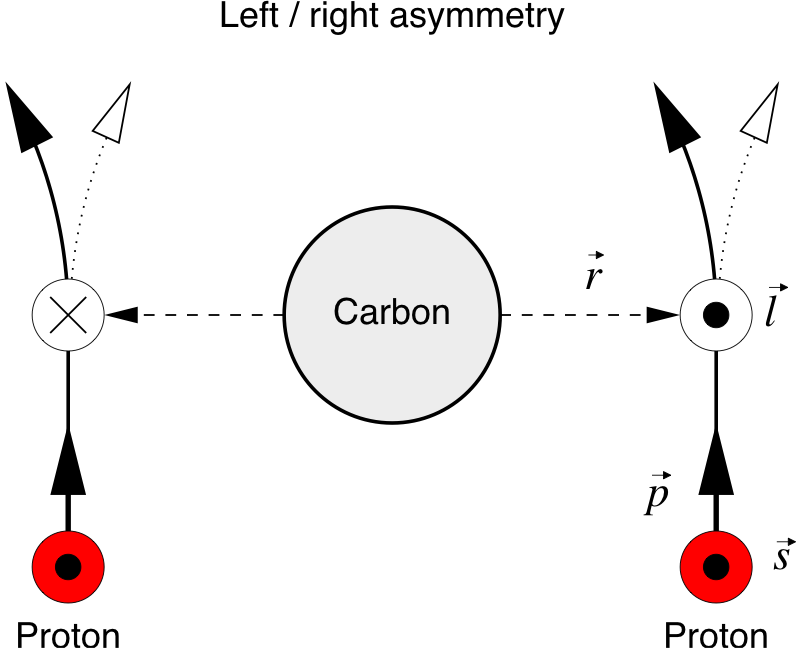 Left / right asymmetry
r
Carbon
l
p
s
Proton
Proton